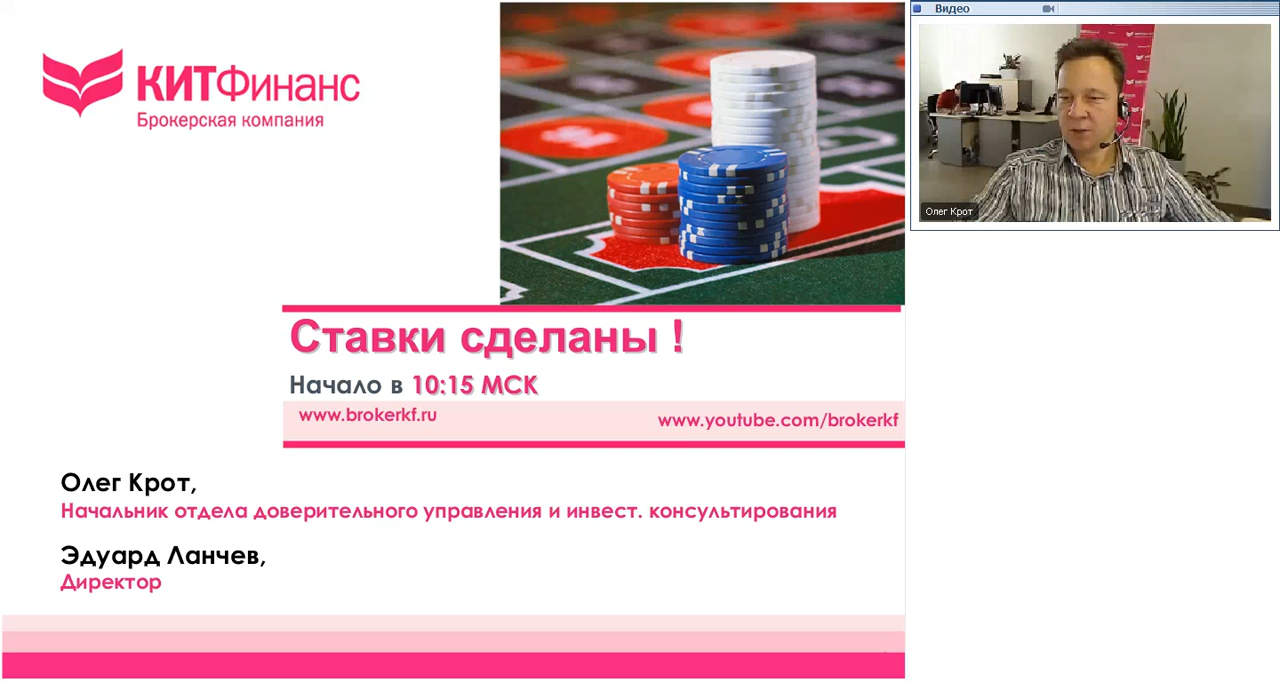 КИТФинанс
Брокерская компания
Ставки сделаны !
Начало в 10:15 МСК
www.brokerkf.ru
www.youtube.com/brokerkf
Олег Крот,
Начальник отдела доверительного управления и инвест. консультирования
Эдуард Ланчев,
Директор
Видео
Олег Крот